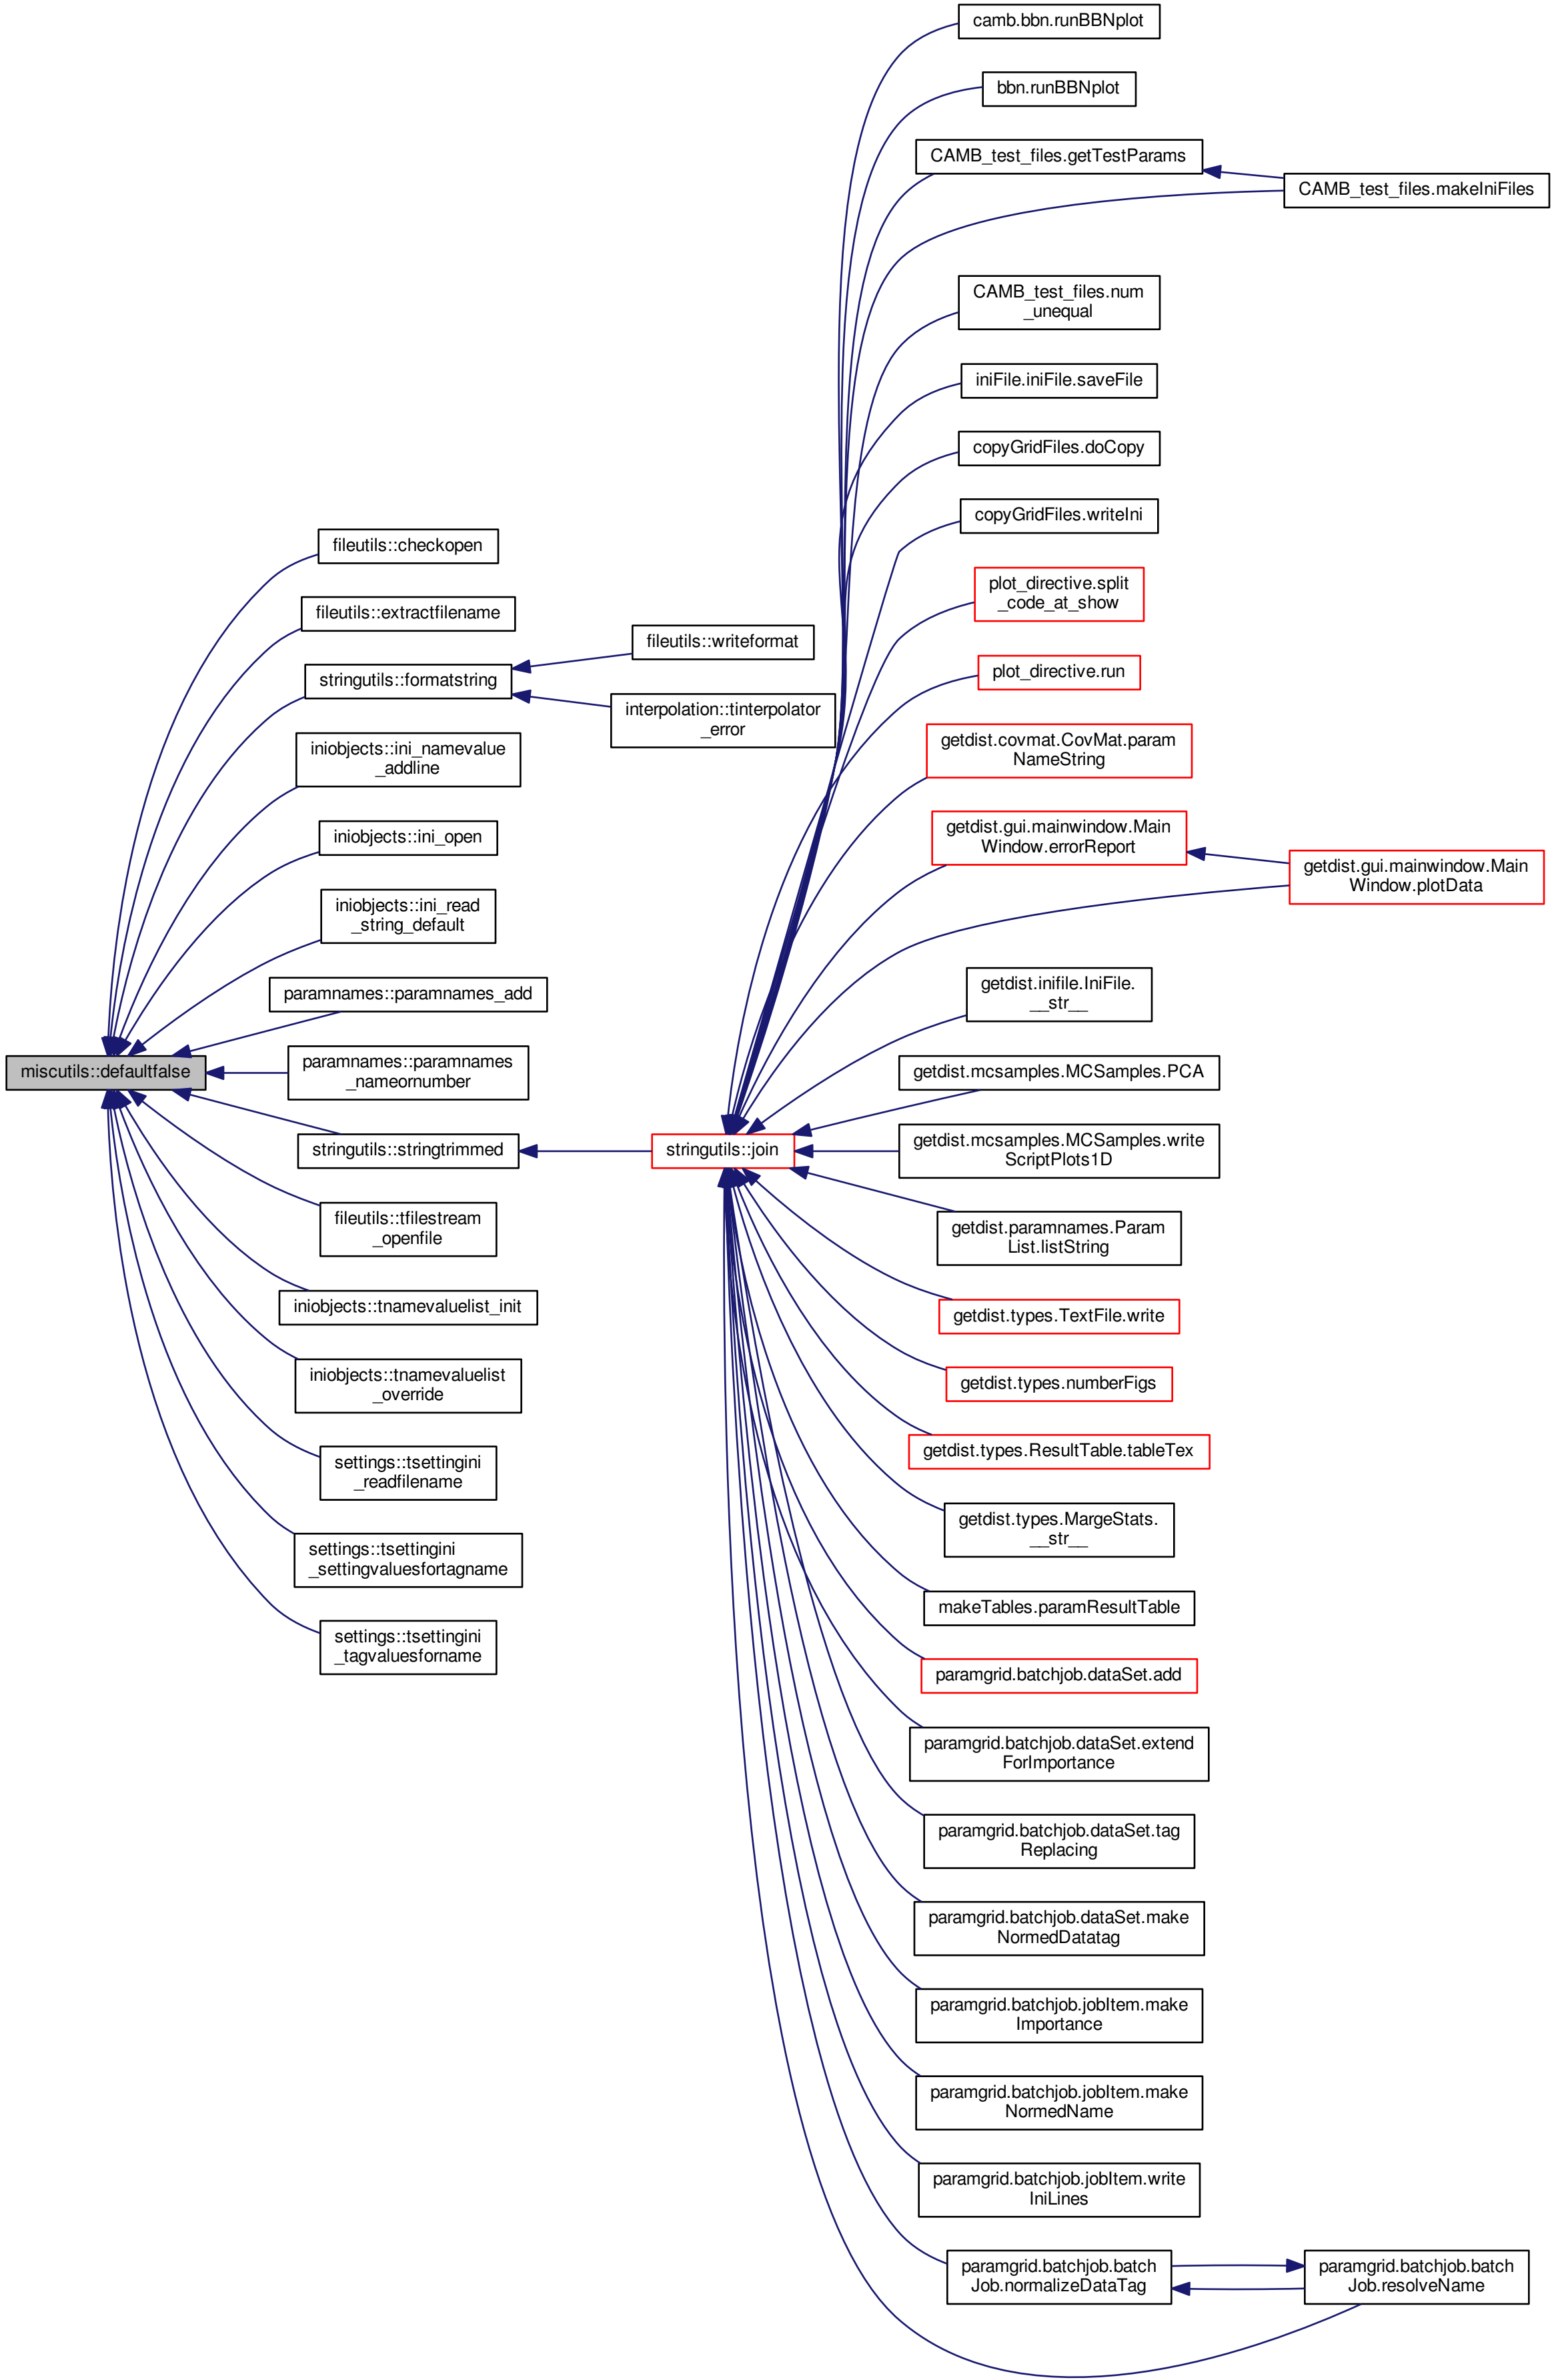 camb.bbn.runBBNplot
bbn.runBBNplot
CAMB_test_files.getTestParams
CAMB_test_files.makeIniFiles
CAMB_test_files.num
_unequal
iniFile.iniFile.saveFile
copyGridFiles.doCopy
copyGridFiles.writeIni
plot_directive.split
_code_at_show
plot_directive.run
getdist.covmat.CovMat.param
NameString
getdist.gui.mainwindow.Main
Window.errorReport
getdist.gui.mainwindow.Main
Window.plotData
getdist.inifile.IniFile.
__str__
getdist.mcsamples.MCSamples.PCA
getdist.mcsamples.MCSamples.write
ScriptPlots1D
getdist.paramnames.Param
List.listString
getdist.types.TextFile.write
getdist.types.numberFigs
getdist.types.ResultTable.tableTex
getdist.types.MargeStats.
__str__
makeTables.paramResultTable
paramgrid.batchjob.dataSet.add
paramgrid.batchjob.dataSet.extend
ForImportance
paramgrid.batchjob.dataSet.tag
Replacing
paramgrid.batchjob.dataSet.make
NormedDatatag
paramgrid.batchjob.jobItem.make
Importance
paramgrid.batchjob.jobItem.make
NormedName
paramgrid.batchjob.jobItem.write
IniLines
paramgrid.batchjob.batch
Job.normalizeDataTag
paramgrid.batchjob.batch
Job.resolveName
fileutils::checkopen
fileutils::extractfilename
stringutils::formatstring
fileutils::writeformat
interpolation::tinterpolator
_error
iniobjects::ini_namevalue
_addline
iniobjects::ini_open
iniobjects::ini_read
_string_default
paramnames::paramnames_add
miscutils::defaultfalse
paramnames::paramnames
_nameornumber
stringutils::stringtrimmed
stringutils::join
fileutils::tfilestream
_openfile
iniobjects::tnamevaluelist_init
iniobjects::tnamevaluelist
_override
settings::tsettingini
_readfilename
settings::tsettingini
_settingvaluesfortagname
settings::tsettingini
_tagvaluesforname